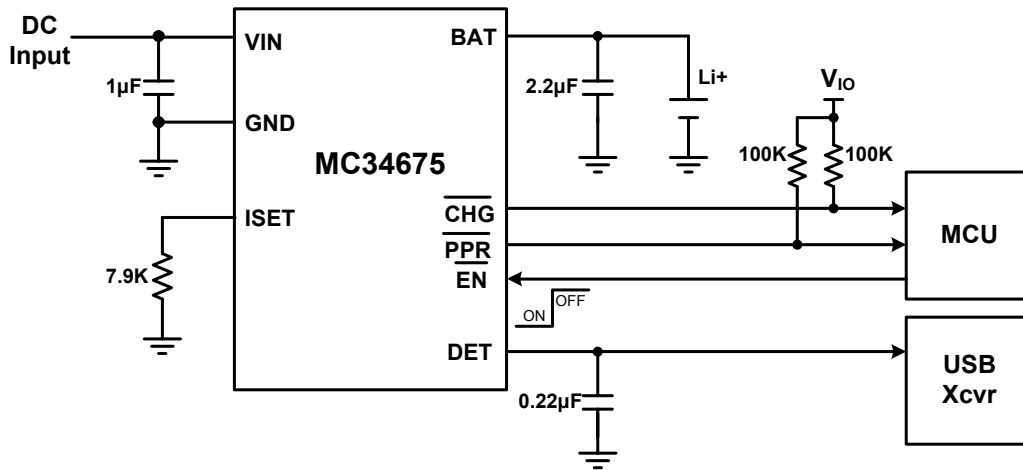 DC
Input
VIN
1µF
GND
ISET
7.9K
MC34675
BAT
CHG
PPR
EN
DET
2.2µF
Li+
VIO
100K
100K
MCU
ON
OFF
0.22µF
USB
Xcvr